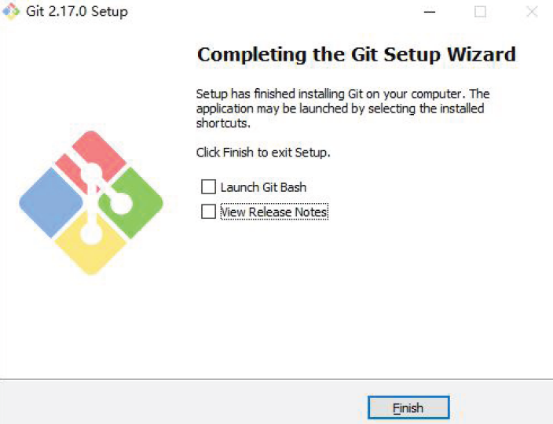 Git 2.17.0 Setup
Completing the Git Setup Wizard
Setup has finished installing Git on your computer. The
application may be launched by selecting the installed
shortcuts.
Click Finish to exit Setup.
Launch Git Bash
View Release Notes
Finish